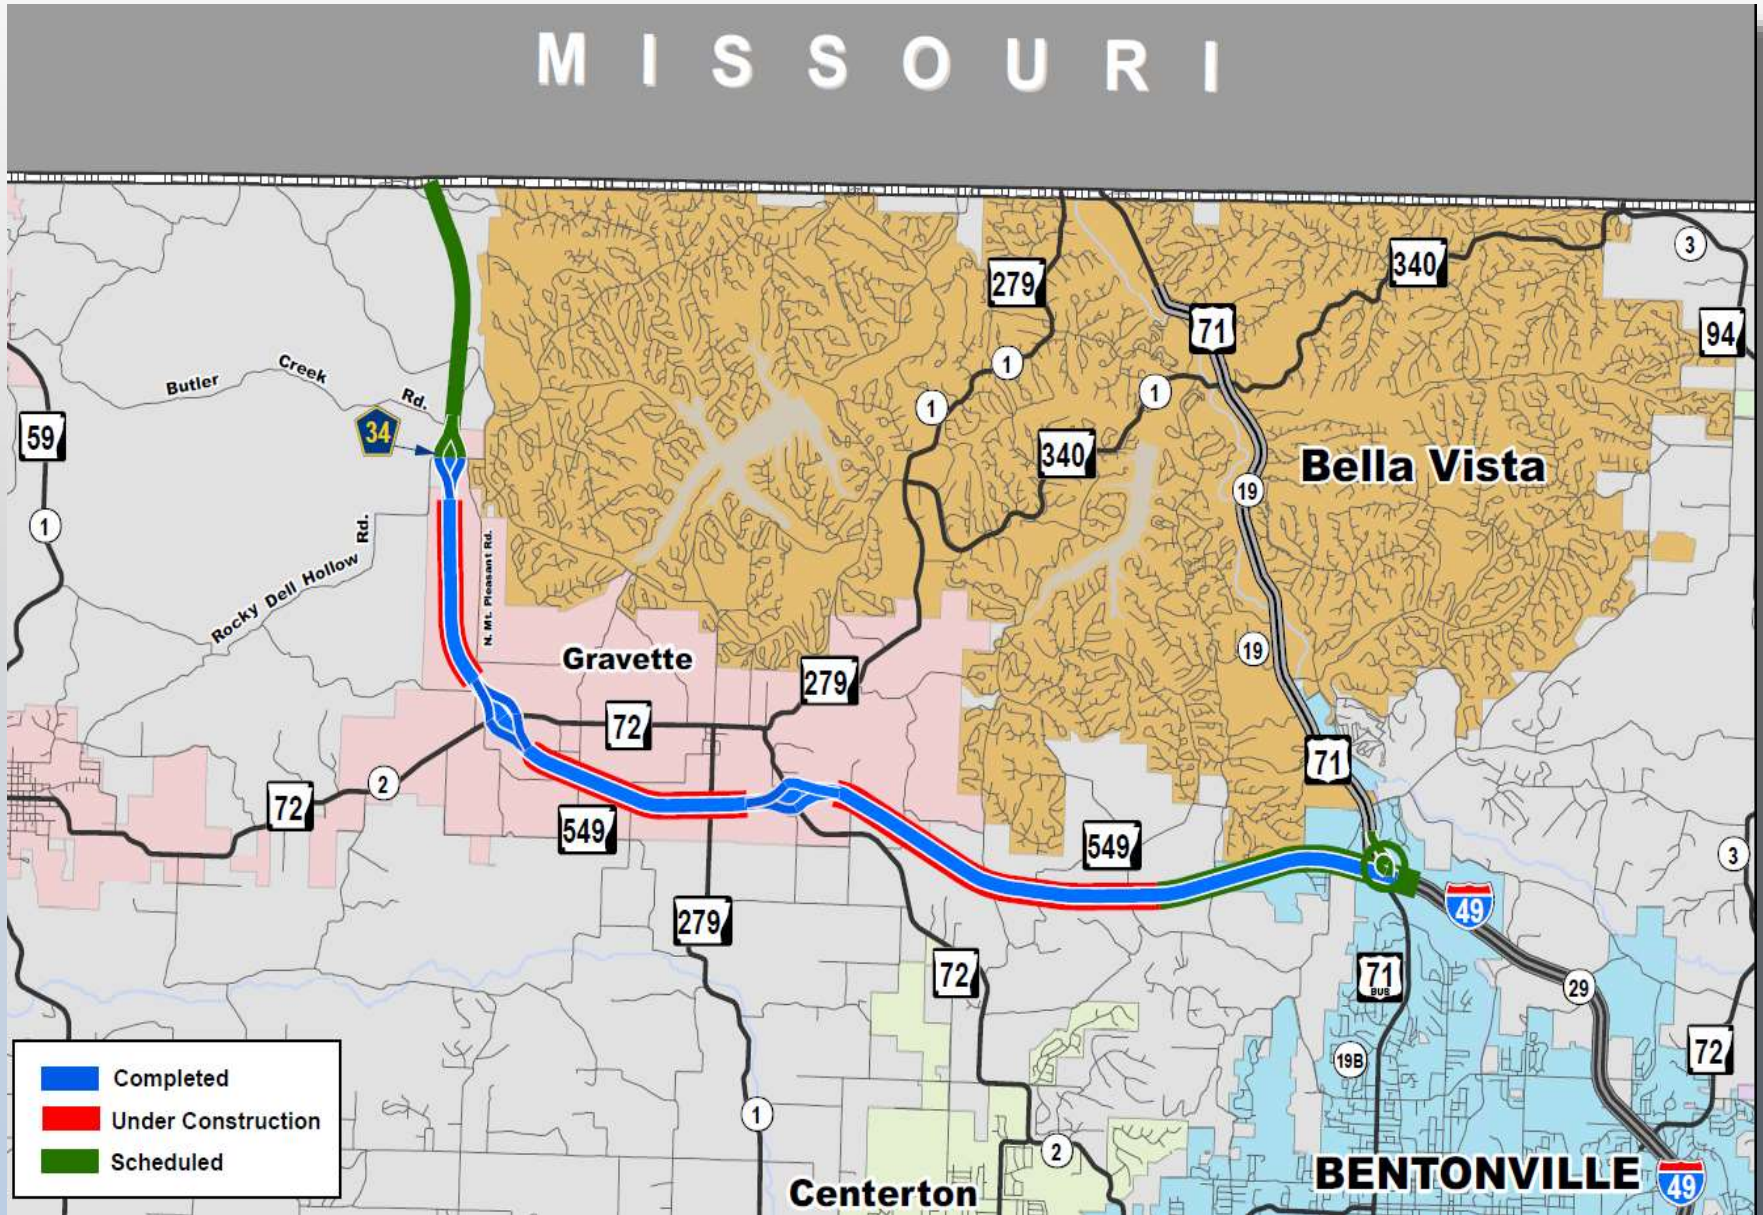 MISSOURI
3
340
279
71
94
Butler Creek Rd.
1
1
59
34
1
340
Bella Vista
19
1
Rd.
N. Mt. Pleasant Rd.
Rocky Dell Hollow
19
Gravette
279
72
71
2
72
549
549
3
49
279
72
71
BUS
29
72
19B
Completed
1
Under Construction
2
Scheduled
BENTONVILLE
49
Centerton